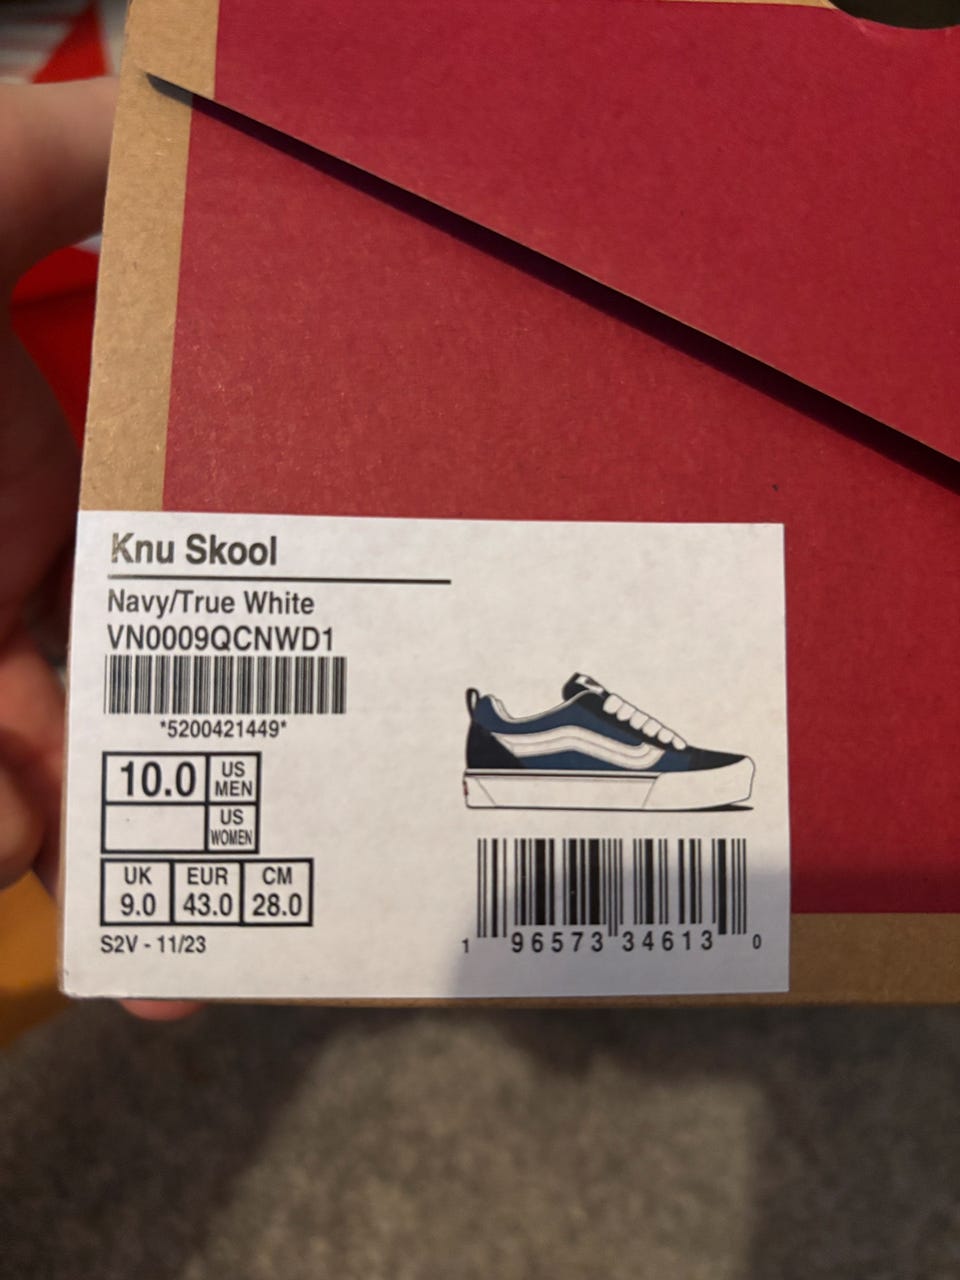 Knu Skool
Navy/True White
VN0009QCNWD1
*5200421449*
10.0 US MEN
US WOMEN
UK EUR CM
9.0 43.0 28.0
S2V - 11/23
1 96573 34613 0